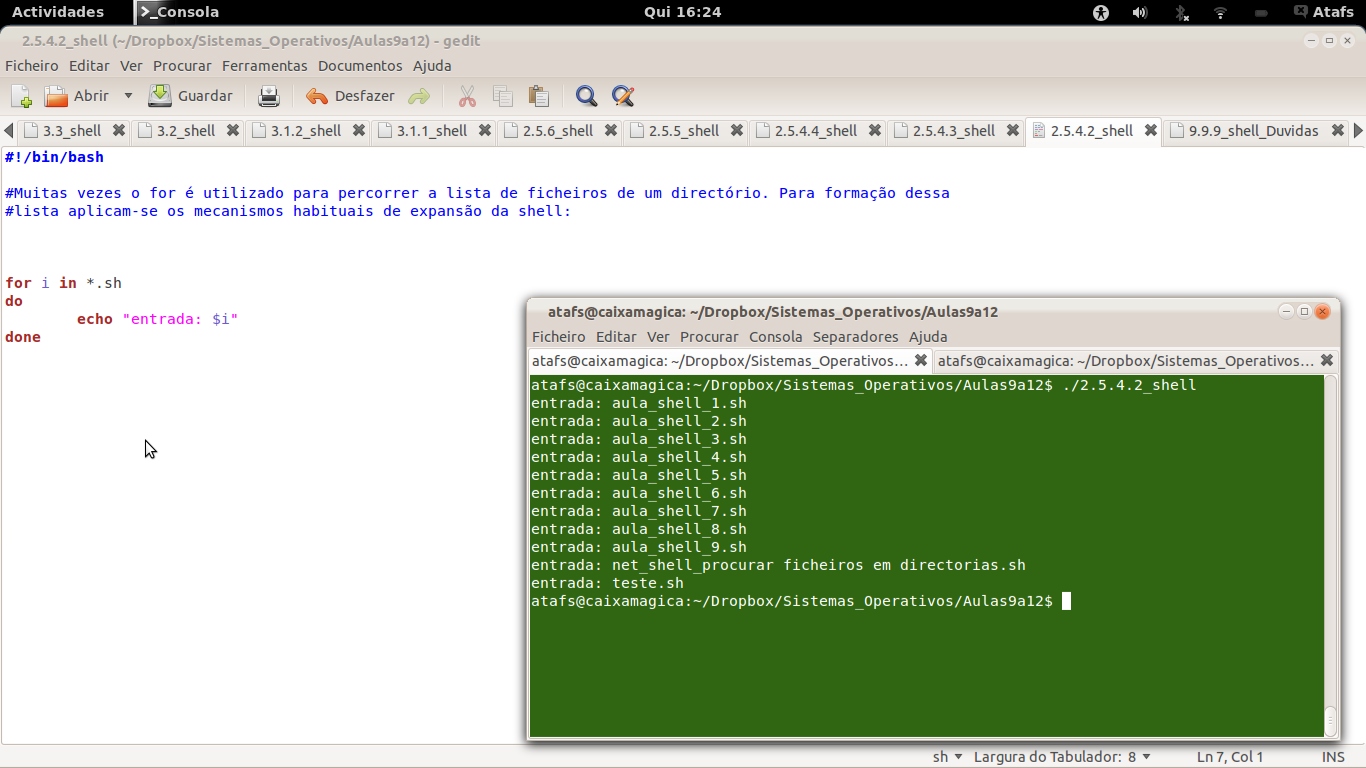 Actividades
Consola
Qui 16:24
Atafs
2.5.4.2_shell (~/Dropbox/Sistemas_Operativos/Aulas9a12) - gedit
Ficheiro Editar Ver Procurar Ferramentas Documentos Ajuda
Abrir Guardar Desfazer
3.3_shell 3.2_shell 3.1.2_shell 3.1.1_shell 2.5.6_shell 2.5.5_shell 2.5.4.4_shell 2.5.4.3_shell 2.5.4.2_shell 9.9.9_shell_Duvidas
#!/bin/bash
#Muitas vezes o for é utilizado para percorrer a lista de ficheiros de um directório. Para formação dessa
#lista aplicam-se os mecanismos habituais de expansão da shell:
for i in *.sh
do
echo "entrada: $i"
done
atafs@caixamagica: ~/Dropbox/Sistemas_Operativos/Aulas9a12
Ficheiro Editar Ver Procurar Consola Separadores Ajuda
atafs@caixamagica: ~/Dropbox/Sistemas_Operativos... atafs@caixamagica: ~/Dropbox/Sistemas_Operativos...
atafs@caixamagica:~/Dropbox/Sistemas_Operativos/Aulas9a12$ ./2.5.4.2_shell
entrada: aula_shell_1.sh
entrada: aula_shell_2.sh
entrada: aula_shell_3.sh
entrada: aula_shell_4.sh
entrada: aula_shell_5.sh
entrada: aula_shell_6.sh
entrada: aula_shell_7.sh
entrada: aula_shell_8.sh
entrada: aula_shell_9.sh
entrada: net_shell_procurar ficheiros em directorias.sh
entrada: teste.sh
atafs@caixamagica:~/Dropbox/Sistemas_Operativos/Aulas9a12$
sh Largura do Tabulador: 8 Ln 7, Col 1 INS